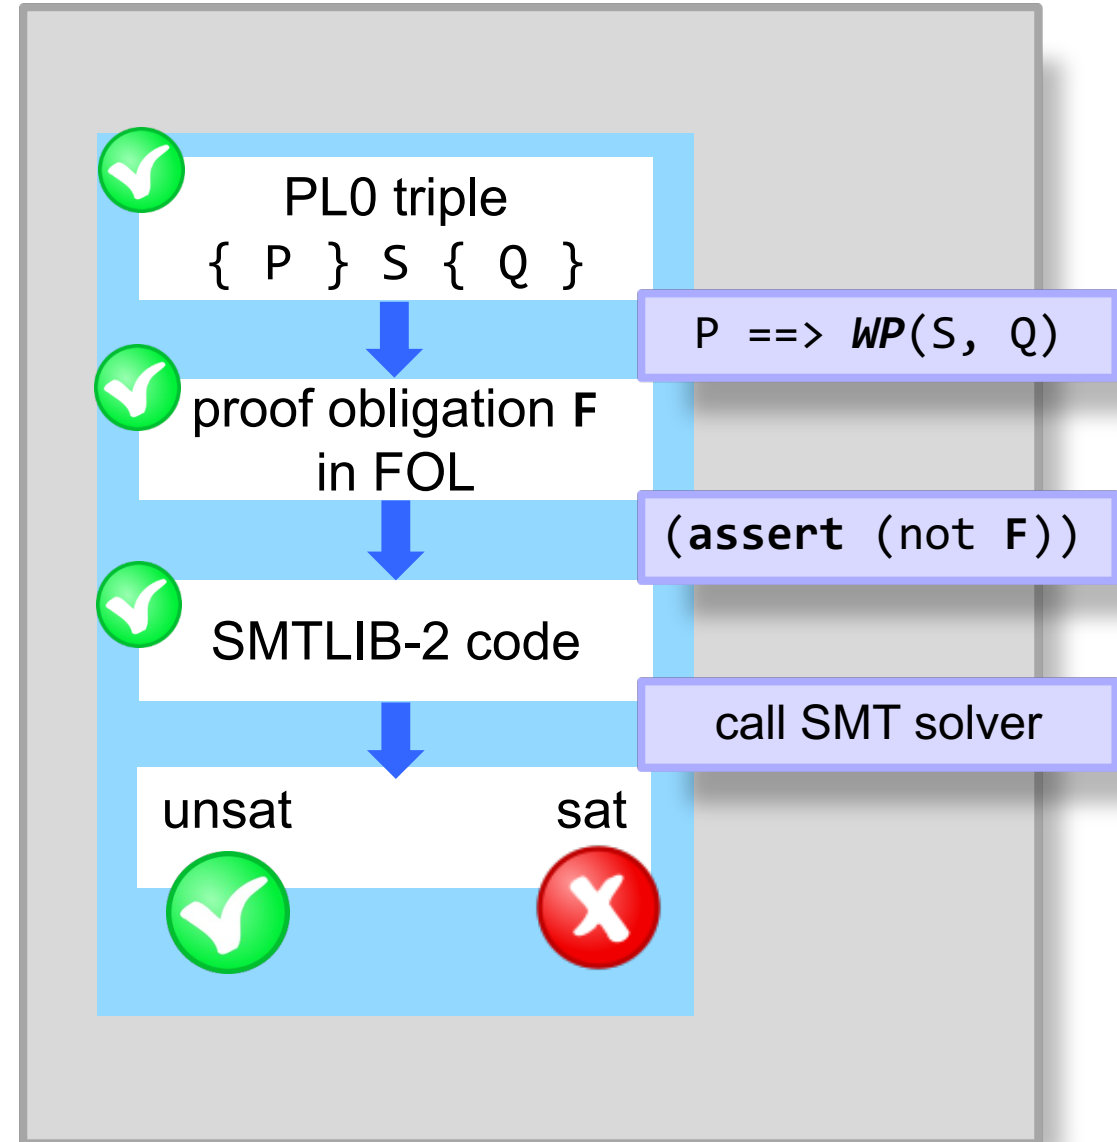 PL0 triple
{ P } S { Q }
P ==> WP(S, Q)
proof obligation F
in FOL
(assert (not F))
SMTLIB-2 code
call SMT solver
unsat sat